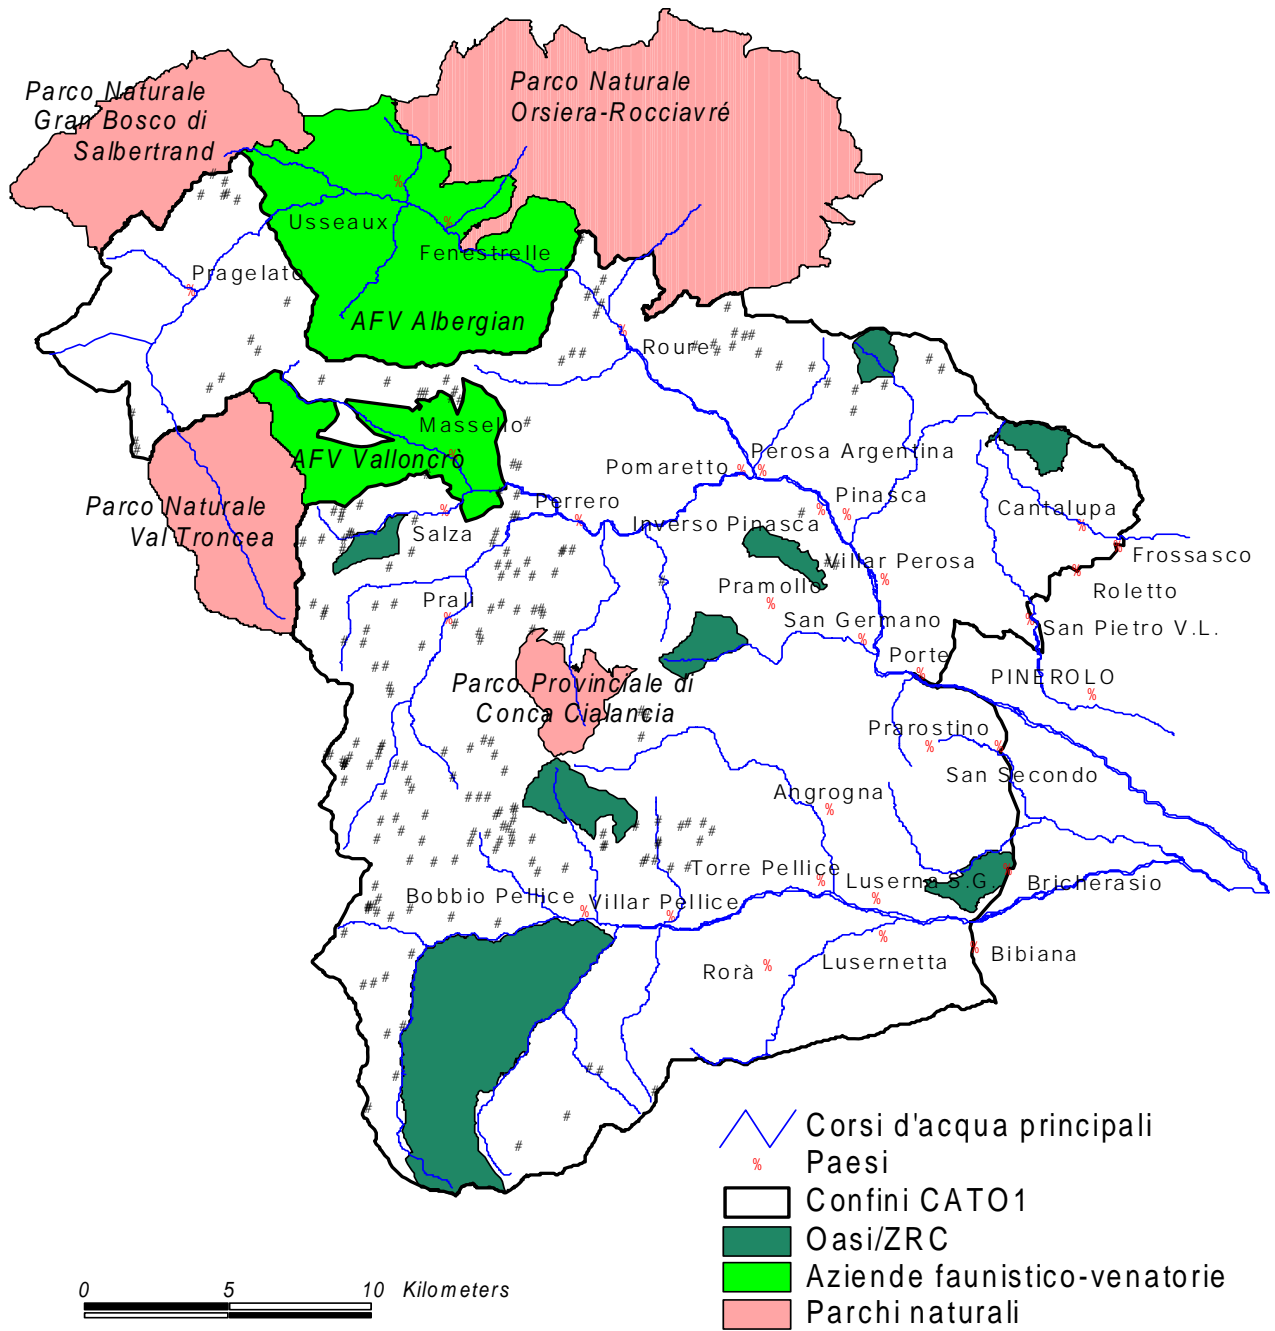 Parco Naturale
Gran Bosco di
Salbertrand
Parco Naturale
Orsiera-Rocciavré
Usseaux
Fenestrelle
Pragelato
AFV Albergian
Roure
Massello
AFV Valloncrò
Perosa Argentina
Pomaretto
Parco Naturale
Val Troncea
Perrero
Pinasca
Salza
Inverso Pinasca
Cantalupa
Frossasco
Villar Perosa
Roletto
Prali
Pramollo
San Germano
San Pietro V.L.
Porte
PINEROLO
Parco Provinciale di
Conca Cialancia
Prarostino
San Secondo
Angrogna
Torre Pellice
Luserna S.G.
Bricherasio
Bobbio Pellice
Villar Pellice
Rorà
Lusernetta
Bibiana
Corsi d'acqua principali
Paesi
Confini CATO1
Oasi/ZRC
Aziende faunistico-venatorie
Parchi naturali
0 5 10 Kilometers